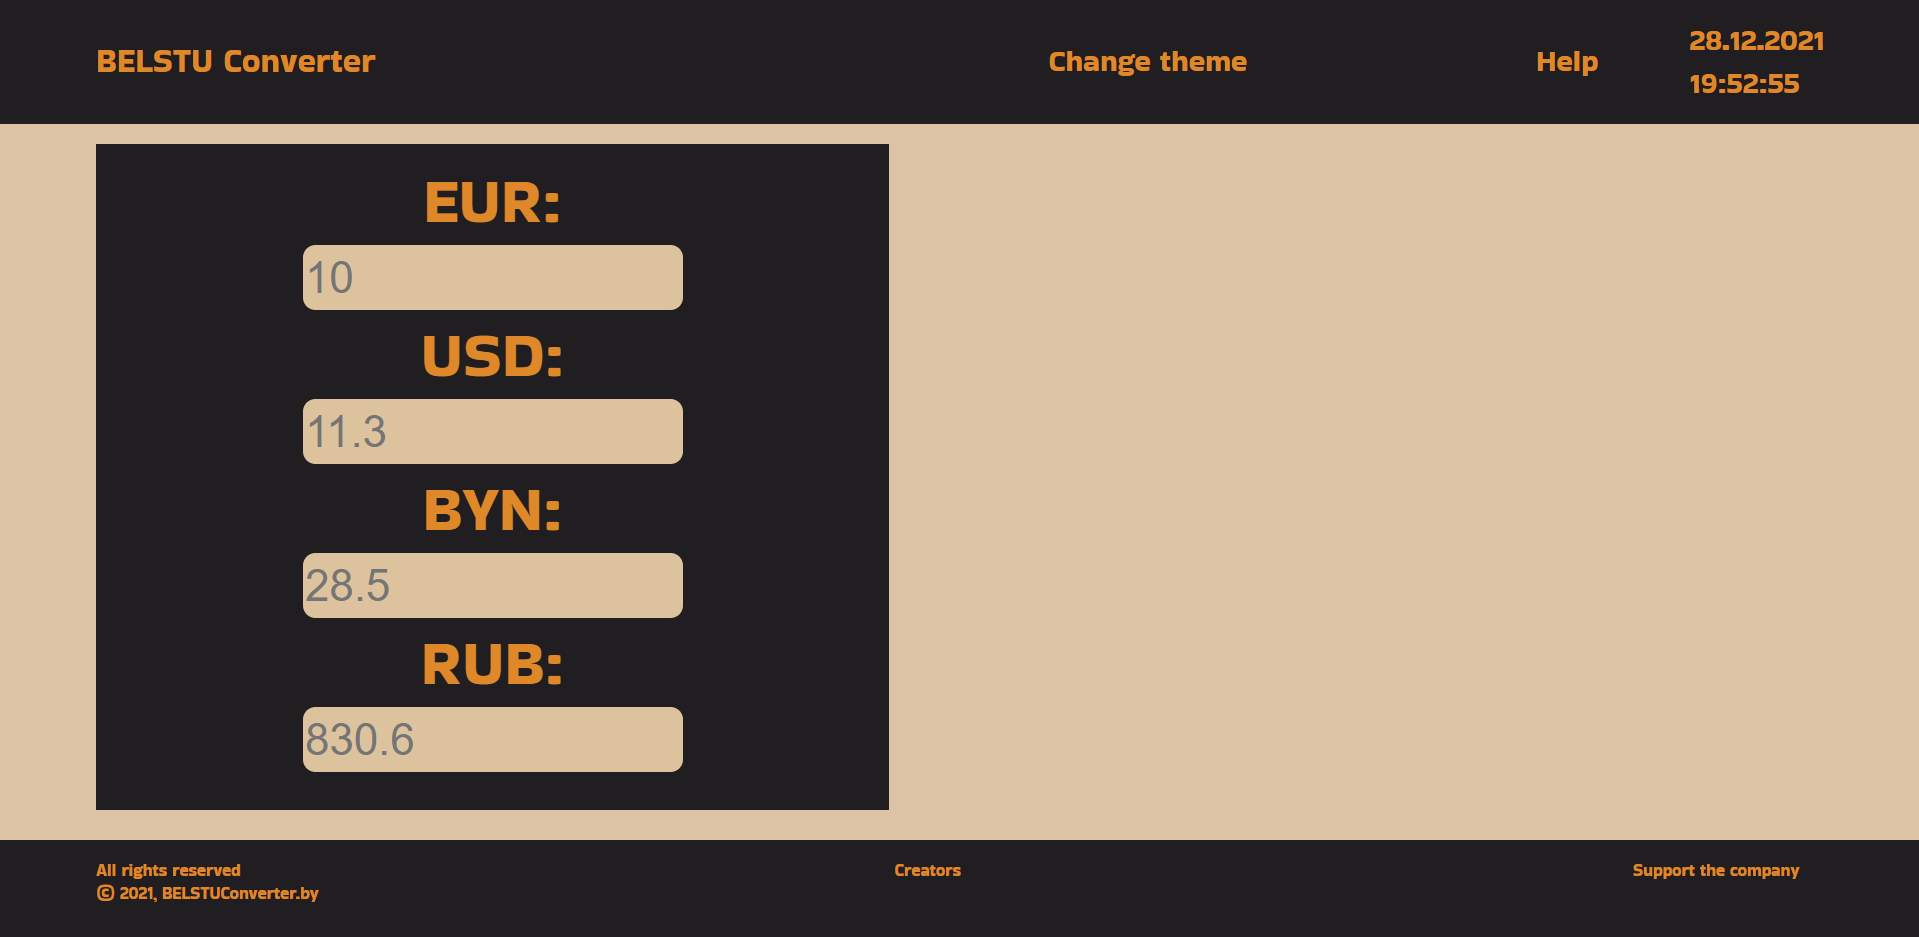 BELSTU Converter
Change theme
Help
28.12.2021
19:52:55
EUR:
10
USD:
11.3
BYN:
28.5
RUB:
830.6
All rights reserved
© 2021, BELSTUConverter.by
Creators
Support the company